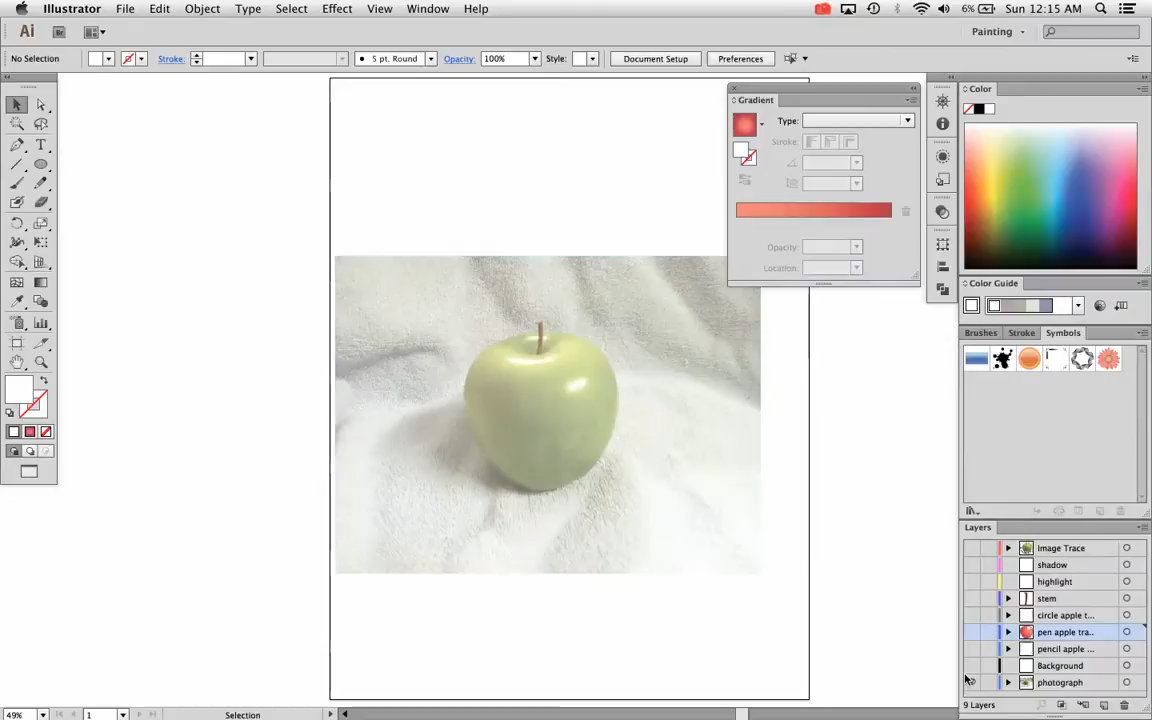 Illustrator File Edit Object Type Select Effect View Window Help 6% Sun 12:15 AM
Ai Br Painting
No Selection Stroke: 5 pt. Round Opacity: 100% Style: Document Setup Preferences
Gradient
Type:
Stroke:
Opacity:
Location:
Color
Color Guide
Brushes Stroke Symbols
Layers
Image Trace
shadow
highlight
stem
circle apple t...
pen apple tra...
pencil apple ...
Background
photograph
9 Layers
49% 1 Selection